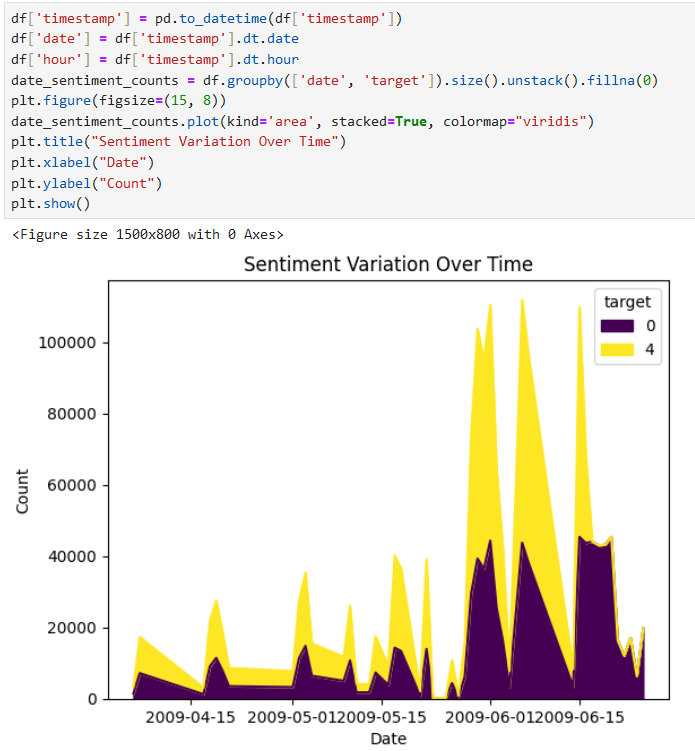 df['timestamp'] = pd.to_datetime(df['timestamp'])
df['date'] = df['timestamp'].dt.date
df['hour'] = df['timestamp'].dt.hour
date_sentiment_counts = df.groupby(['date', 'target']).size().unstack().fillna(0)
plt.figure(figsize=(15, 8))
date_sentiment_counts.plot(kind='area', stacked=True, colormap="viridis")
plt.title("Sentiment Variation Over Time")
plt.xlabel("Date")
plt.ylabel("Count")
plt.show()
<Figure size 1500x800 with 0 Axes>
Sentiment Variation Over Time
target
0
4
100000
80000
60000
40000
20000
0
Count
2009-04-15 2009-05-01 2009-05-15 2009-06-01 2009-06-15
Date